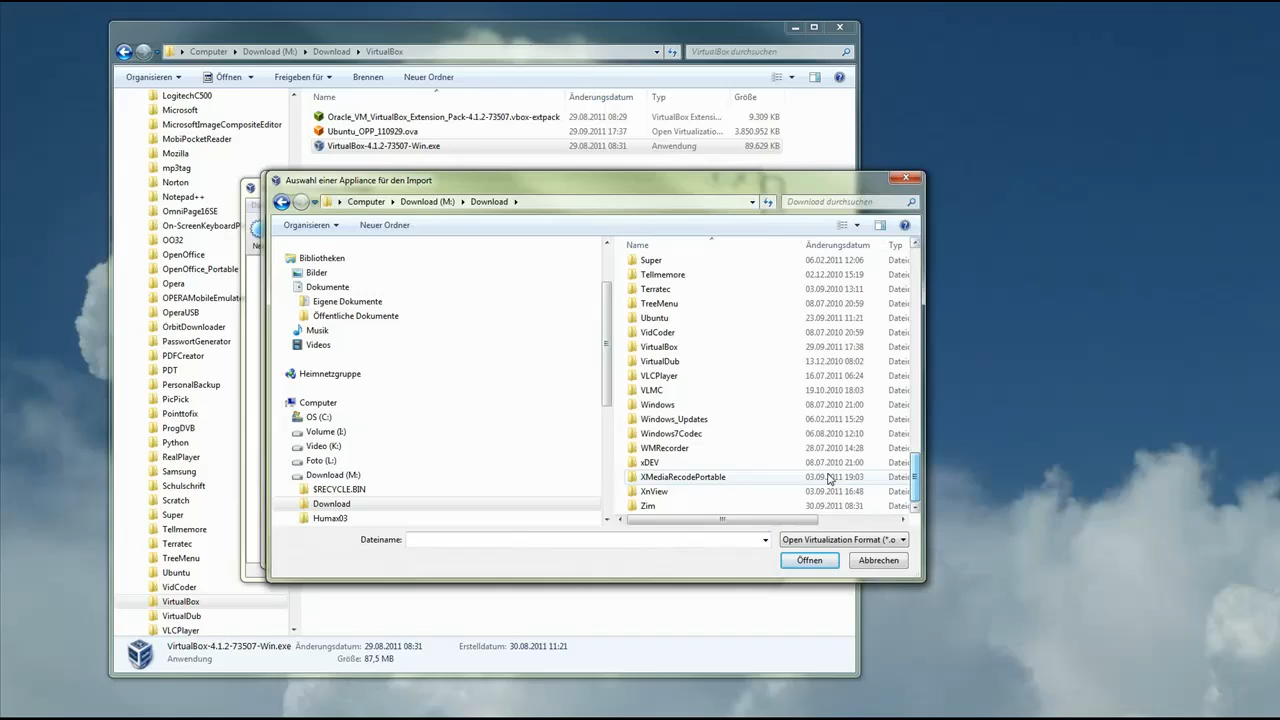 Computer Download (M:) Download VirtualBox
VirtualBox durchsuchen
Organisieren Öffnen Freigeben für Brennen Neuer Ordner
LogitechC500
Microsoft
MicrosoftImageCompositeEditor
MobiPocketReader
Mozilla
mp3tag
Norton
Notepad++
OmniPage16SE
On-ScreenKeyboardP
OO32
OpenOffice
OpenOffice_Portable
Opera
OPERAMobileEmulato
OperaUSB
OrbitDownloader
PasswortGenerator
PDFCreator
PDT
PersonalBackup
PicPick
Pointtofix
ProgDVB
Python
RealPlayer
Samsung
Schulschrift
Scratch
Super
Tellmemore
Terratec
TreeMenu
Ubuntu
VidCoder
VirtualBox
VirtualDub
VLCPlayer
Name Änderungsdatum Typ Größe
Oracle_VM_VirtualBox_Extension_Pack-4.1.2-73507.vbox-extpack 29.08.2011 08:29 VirtualBox Extensi... 9.309 KB
Ubuntu_OPP_110929.ova 29.09.2011 17:37 Open Virtualizatio... 3.850.952 KB
VirtualBox-4.1.2-73507-Win.exe 29.08.2011 08:31 Anwendung 89.629 KB
Auswahl einer Appliance für den Import
Computer Download (M:) Download
Download durchsuchen
Organisieren Neuer Ordner
Bibliotheken
Bilder
Dokumente
Eigene Dokumente
Öffentliche Dokumente
Musik
Videos
Heimnetzgruppe
Computer
OS (C:)
Volume (I:)
Video (K:)
Foto (L:)
Download (M:)
$RECYCLE.BIN
Download
Humax03
Name Änderungsdatum Typ
Super 06.02.2011 12:06 Datei
Tellmemore 02.12.2010 15:19 Datei
Terratec 03.09.2010 13:11 Datei
TreeMenu 08.07.2010 20:59 Datei
Ubuntu 23.09.2011 11:21 Datei
VidCoder 08.07.2010 20:59 Datei
VirtualBox 29.09.2011 17:38 Datei
VirtualDub 13.12.2010 08:02 Datei
VLCPlayer 16.07.2011 06:24 Datei
VLMC 19.10.2010 18:03 Datei
Windows 08.07.2010 21:00 Datei
Windows_Updates 06.02.2011 15:29 Datei
Windows7Codec 06.08.2010 12:10 Datei
WMRecorder 28.07.2010 14:28 Datei
xDEV 08.07.2010 21:00 Datei
XMediaRecodePortable 03.09.2011 19:03 Datei
XnView 03.09.2011 16:48 Datei
Zim 30.09.2011 08:31 Datei
Dateiname:
Open Virtualization Format (*.o
Öffnen Abbrechen
VirtualBox-4.1.2-73507-Win.exe Änderungsdatum: 29.08.2011 08:31 Erstelldatum: 30.08.2011 11:21
Anwendung Größe: 87,5 MB